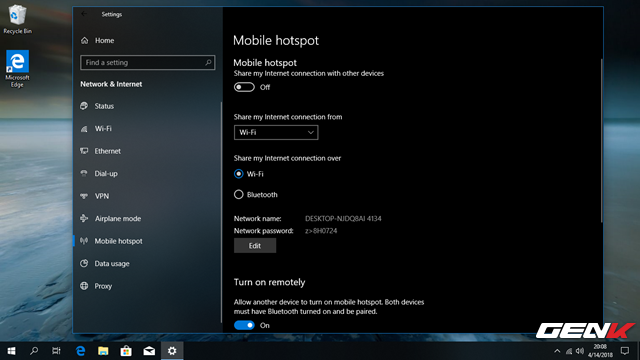 Recycle Bin
Microsoft
Edge
Settings
Home
Find a setting
Network & Internet
Status
Wi-Fi
Ethernet
Dial-up
VPN
Airplane mode
Mobile hotspot
Data usage
Proxy
Mobile hotspot
Mobile hotspot
Share my Internet connection with other devices
Off
Share my Internet connection from
Wi-Fi
Share my Internet connection over
Wi-Fi
Bluetooth
Network name: DESKTOP-NJDQ8AI 4134
Network password: z>8H0724
Edit
Turn on remotely
Allow another device to turn on mobile hotspot. Both devices
must have Bluetooth turned on and be paired.
On
GENK
20:08
4/14/2018